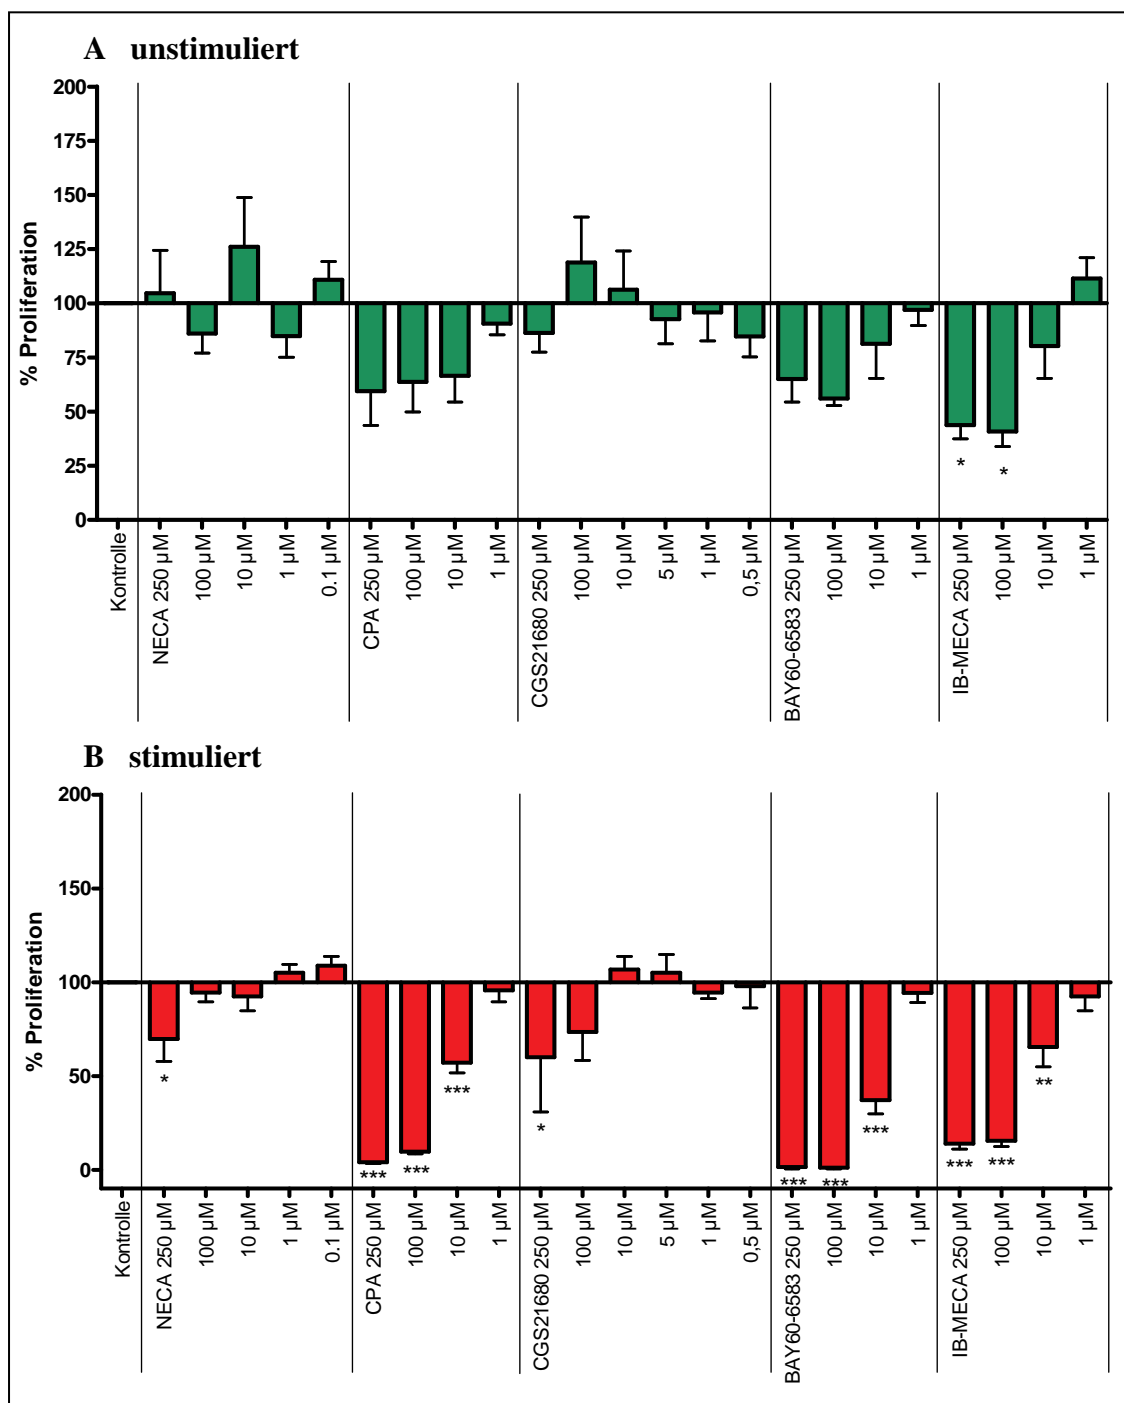 A unstimuliert
200
175
150
125
100
75
50
25
0
% Proliferation
*
*
Kontrolle
NECA 250 µM
100 µM
10 µM
1 µM
0.1 µM
CPA 250 µM
100 µM
10 µM
1 µM
CGS21680 250 µM
100 µM
10 µM
5 µM
1 µM
0,5 µM
BAY60-6583 250 µM
100 µM
10 µM
1 µM
IB-MECA 250 µM
100 µM
10 µM
1 µM
B stimuliert
200
150
100
50
0
% Proliferation
*
***
***
***
*
***
***
***
***
***
**
Kontrolle
NECA 250 µM
100 µM
10 µM
1 µM
0.1 µM
CPA 250 µM
100 µM
10 µM
1 µM
CGS21680 250 µM
100 µM
10 µM
5 µM
1 µM
0,5 µM
BAY60-6583 250 µM
100 µM
10 µM
1 µM
IB-MECA 250 µM
100 µM
10 µM
1 µM